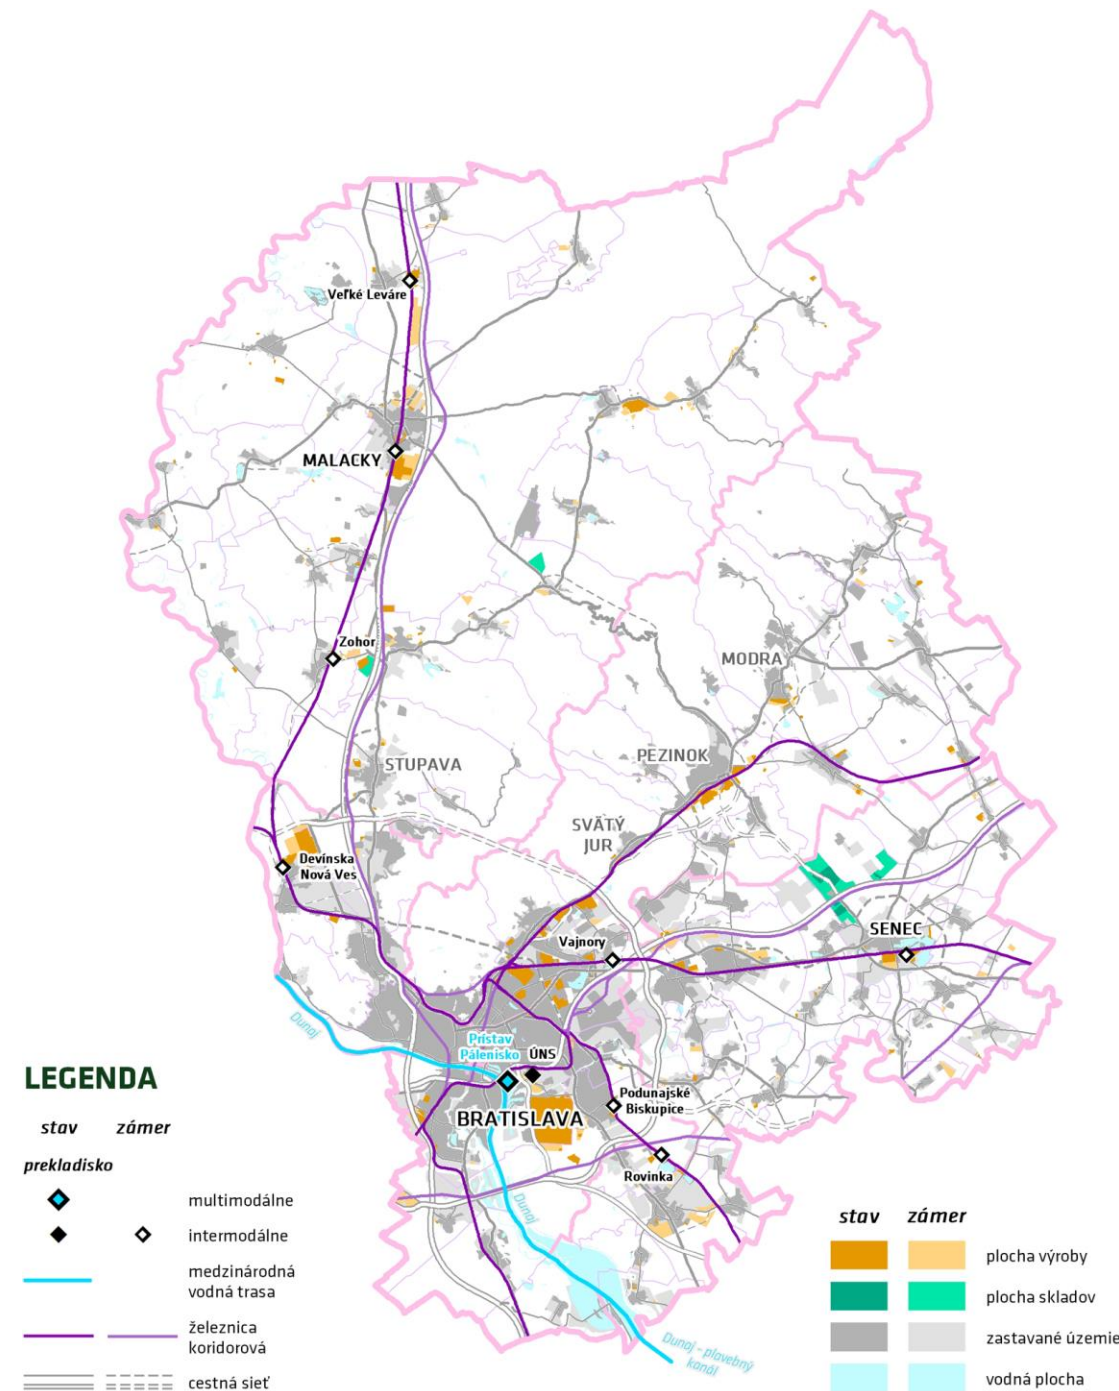 Veľké Leváre
MALACKY
Zohor
MODRA
PEZINOK
STUPAVA
SVÄTÝ
JUR
Devínska
Nová Ves
SENEC
Vajnory
Dunaj
Prístav
Pálenisko
ÚNS
BRATISLAVA
Podunajské
Biskupice
Rovinka
Dunaj
Dunaj - plavebný
kanál
LEGENDA
stav zámer
prekladisko
multimodálne
intermodálne
medzinárodná
vodná trasa
železnica
koridorová
cestná sieť
stav zámer
plocha výroby
plocha skladov
zastavané územie
vodná plocha